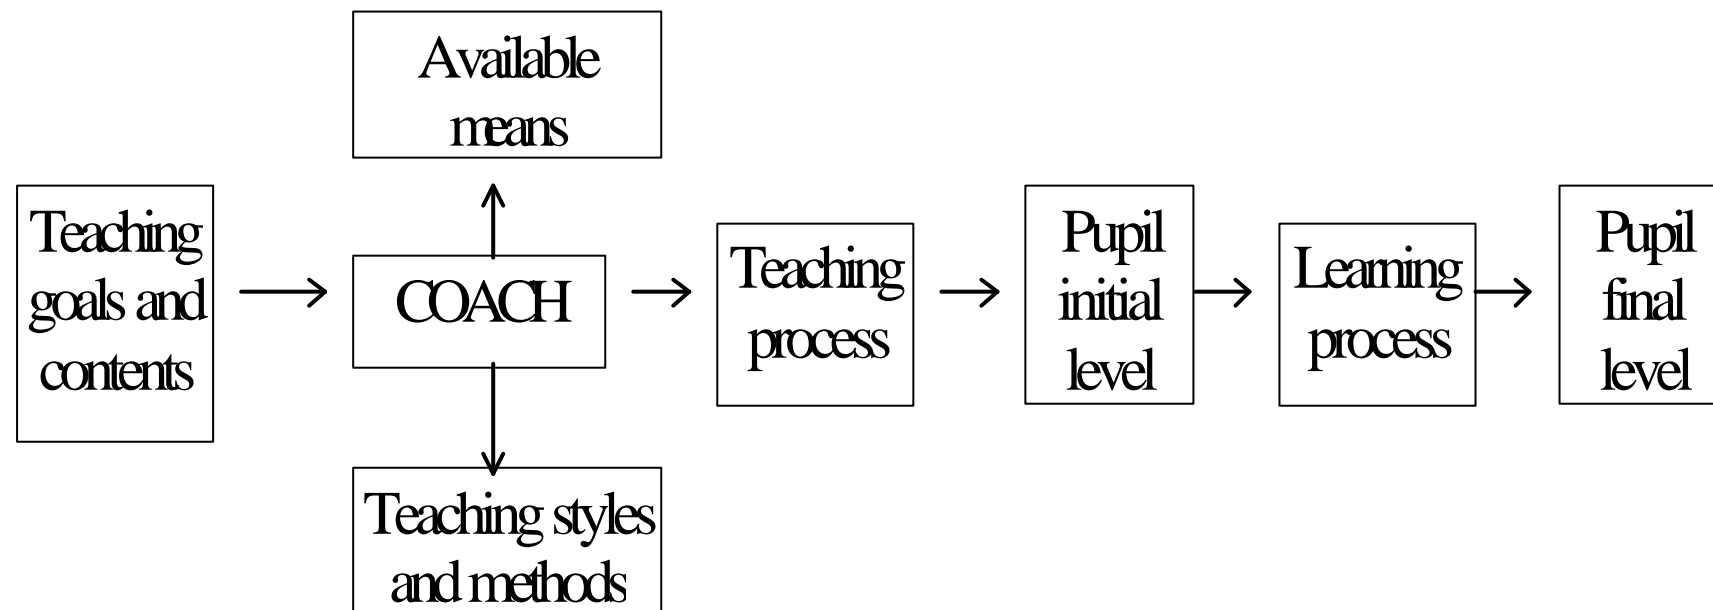 Available
means
Teaching
goals and
contents
COACH
Teaching
process
Pupil
initial
level
Learning
process
Pupil
final
level
Teaching styles
and methods